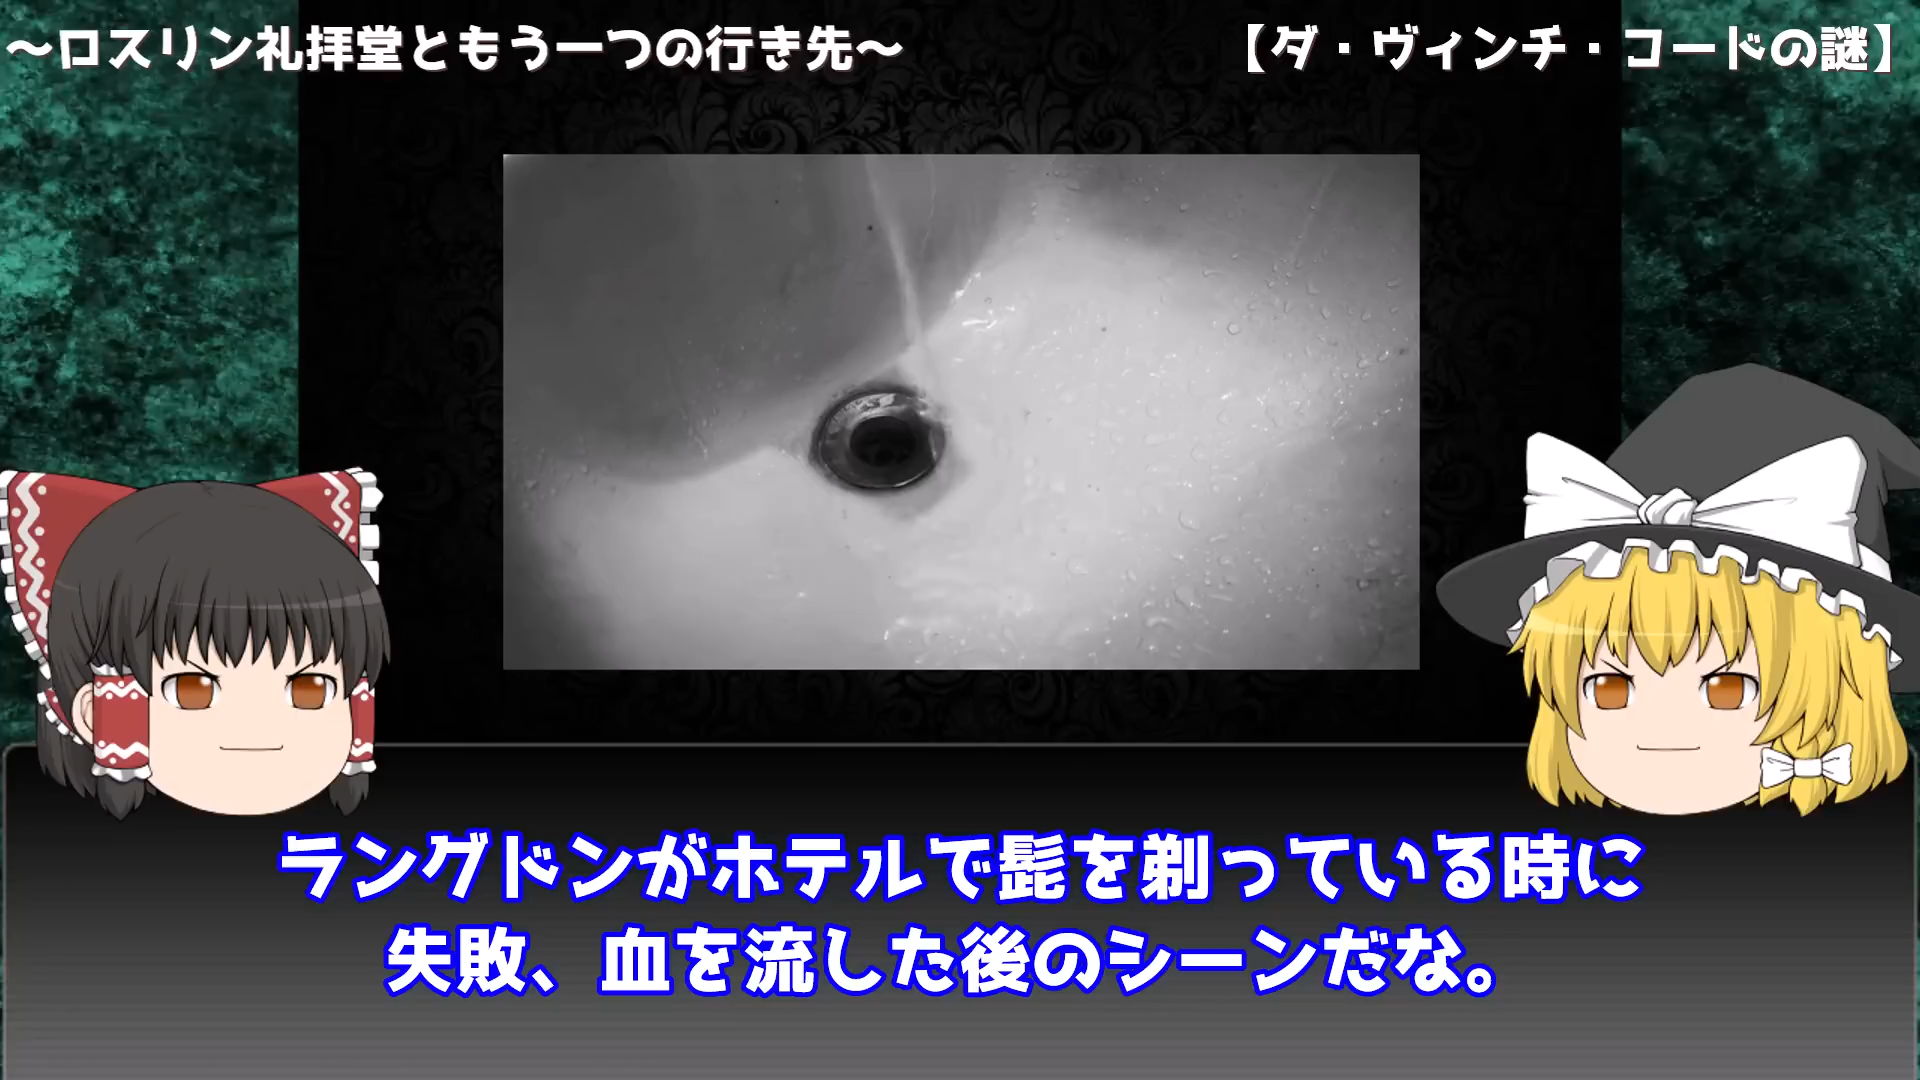 ～ロスリン礼拝堂ともう一つの行き先～
【ダ・ヴィンチ・コードの謎】
ラングドンがホテルで髭を剃っている時に
失敗、血を流した後のシーンだな。